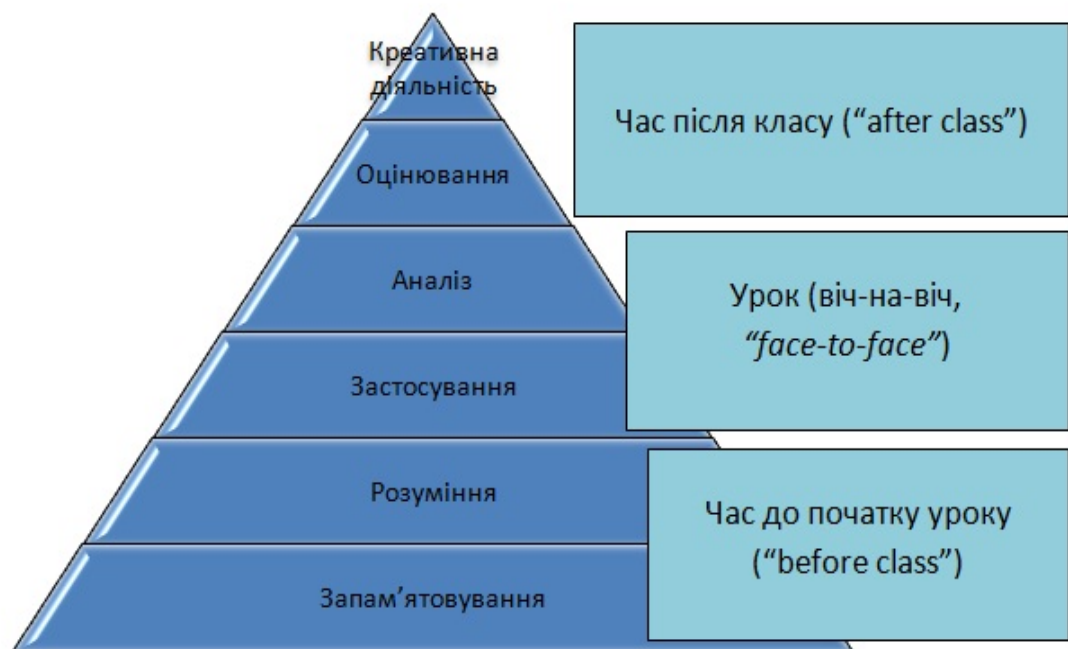 Креативна
діяльність
Оцінювання
Аналіз
Застосування
Розуміння
Запам’ятовування
Час після класу (“after class”)
Урок (віч-на-віч,
“face-to-face”)
Час до початку уроку
(“before class”)